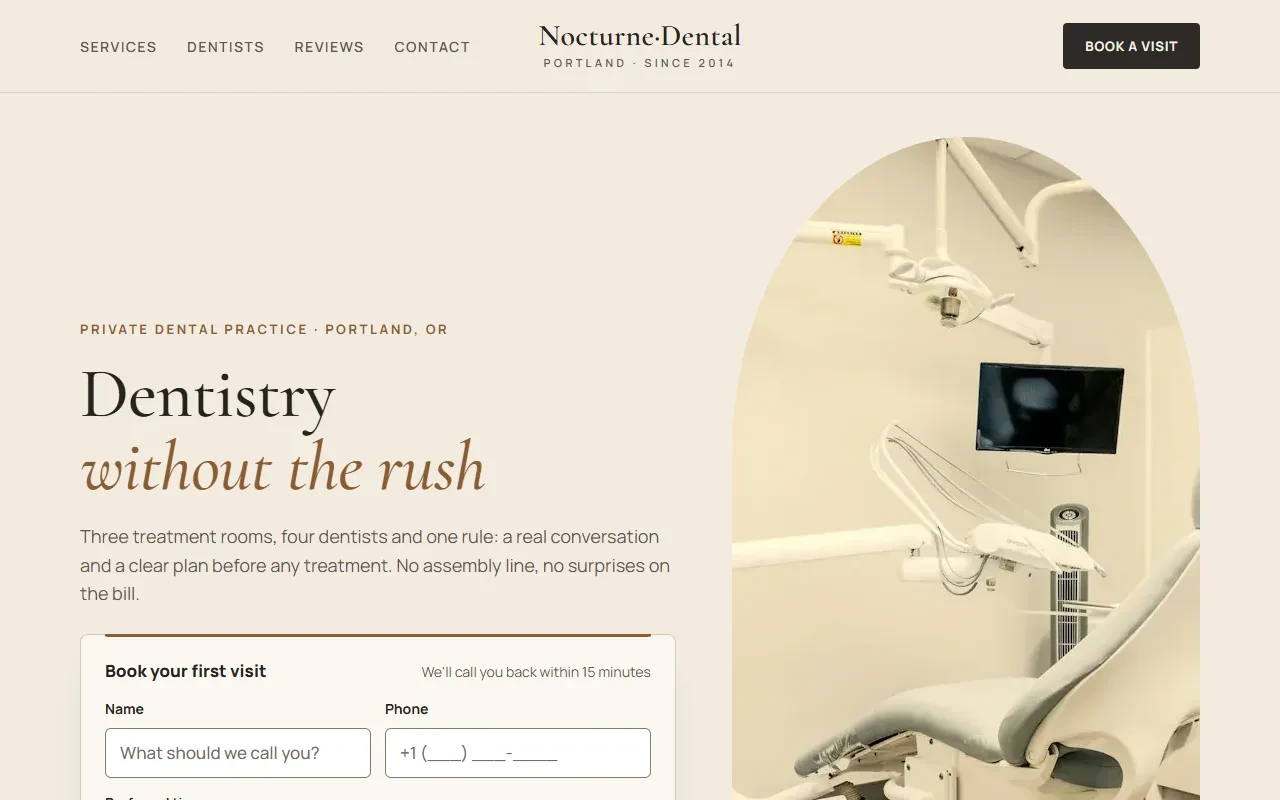 SERVICES DENTISTS REVIEWS CONTACT
Nocturne·Dental
PORTLAND · SINCE 2014
BOOK A VISIT
PRIVATE DENTAL PRACTICE · PORTLAND, OR
Dentistry
without the rush
Three treatment rooms, four dentists and one rule: a real conversation
and a clear plan before any treatment. No assembly line, no surprises on
the bill.
Book your first visit
We'll call you back within 15 minutes
Name
Phone
What should we call you?
+1 (___) ___-____